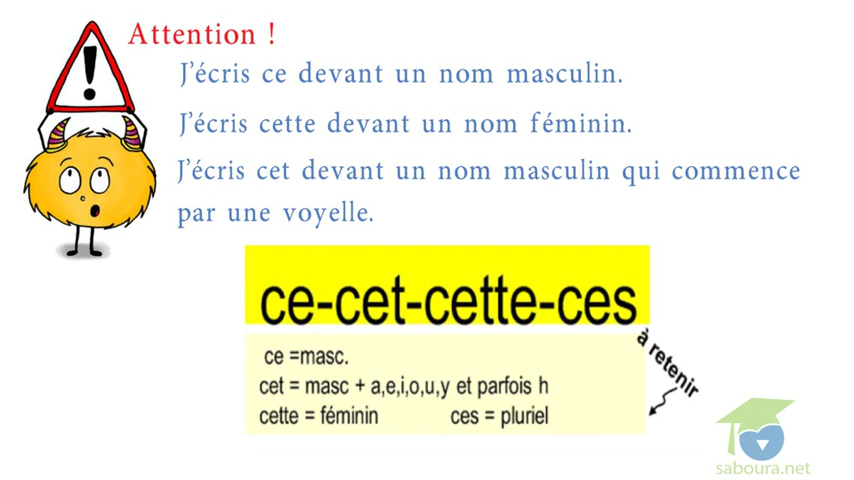 Attention !
J'écris ce devant un nom masculin.
J'écris cette devant un nom féminin.
J'écris cet devant un nom masculin qui commence
par une voyelle.
ce-cet-cette-ces
à retenir
ce =masc.
cet = masc + a,e,i,o,u,y et parfois h
cette = féminin ces = pluriel
saboura.net